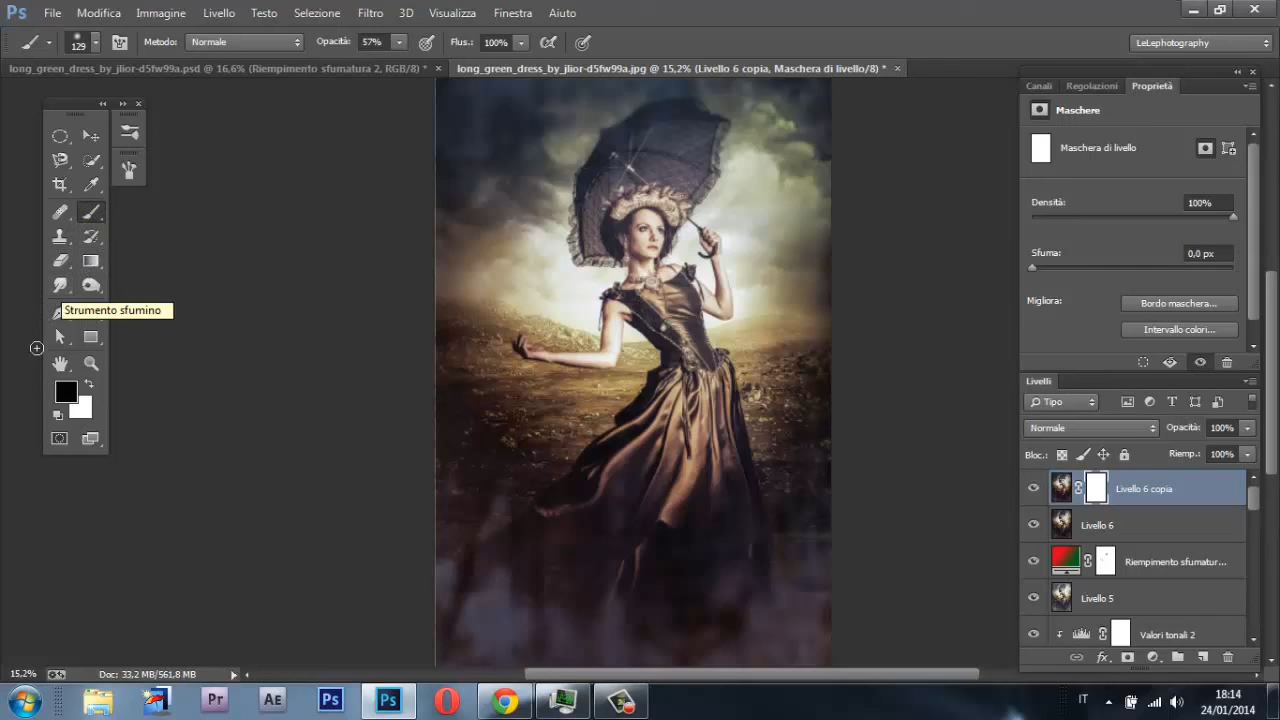 Ps File Modifica Immagine Livello Testo Selezione Filtro 3D Visualizza Finestra Aiuto
129 Metodo: Normale Opacità: 57% Flus.: 100% LeLephotography
long_green_dress_by_jlior-d5fw99a.psd @ 16,6% (Riempimento sfumatura 2, RGB/8) * × long_green_dress_by_jlior-d5fw99a.jpg @ 15,2% (Livello 6 copia, Maschera di livello/8) * ×
Canali Regolazioni Proprietà
Maschere
Maschera di livello
Densità: 100%
Sfuma: 0,0 px
Migliora: Bordo maschera...
Intervallo colori...
Strumento sfumino
Livelli
Tipo
Normale Opacità: 100%
Bloc.: Riemp.: 100%
Livello 6 copia
Livello 6
Riempimento sfumatur...
Livello 5
Valori tonali 2
15,2% Doc: 33,2 MB/561,8 MB
Pr AE Ps Ps
IT 18:14
24/01/2014